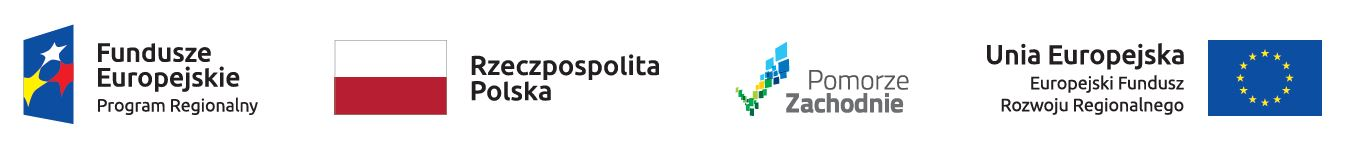 Fundusze
Europejskie
Program Regionalny
Rzeczpospolita
Polska
Pomorze
Zachodnie
Unia Europejska
Europejski Fundusz
Rozwoju Regionalnego